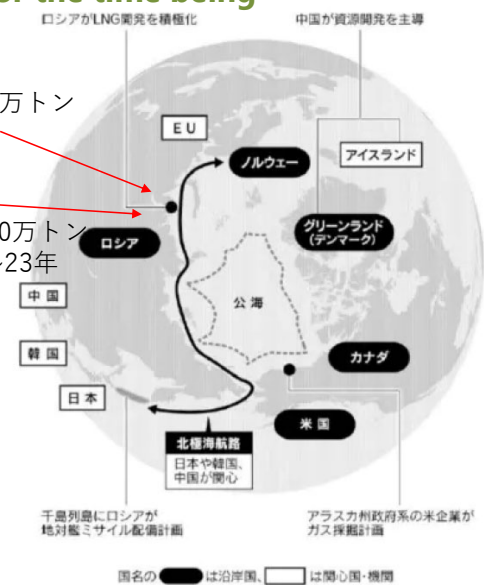 or the time being
ロシアがLNG開発を積極化
中国が資源開発を主導
万トン
EU
ノルウェー
アイスランド
グリーンランド
(デンマーク)
0万トン
ロシア
~23年
中国
公海
韓国
カナダ
日本
米国
北極海航路
日本や韓国、
中国が関心
千島列島にロシアが
地対艦ミサイル配備計画
アラスカ州政府系の米企業が
ガス採掘計画
国名の は沿岸国、 は関心国・機関